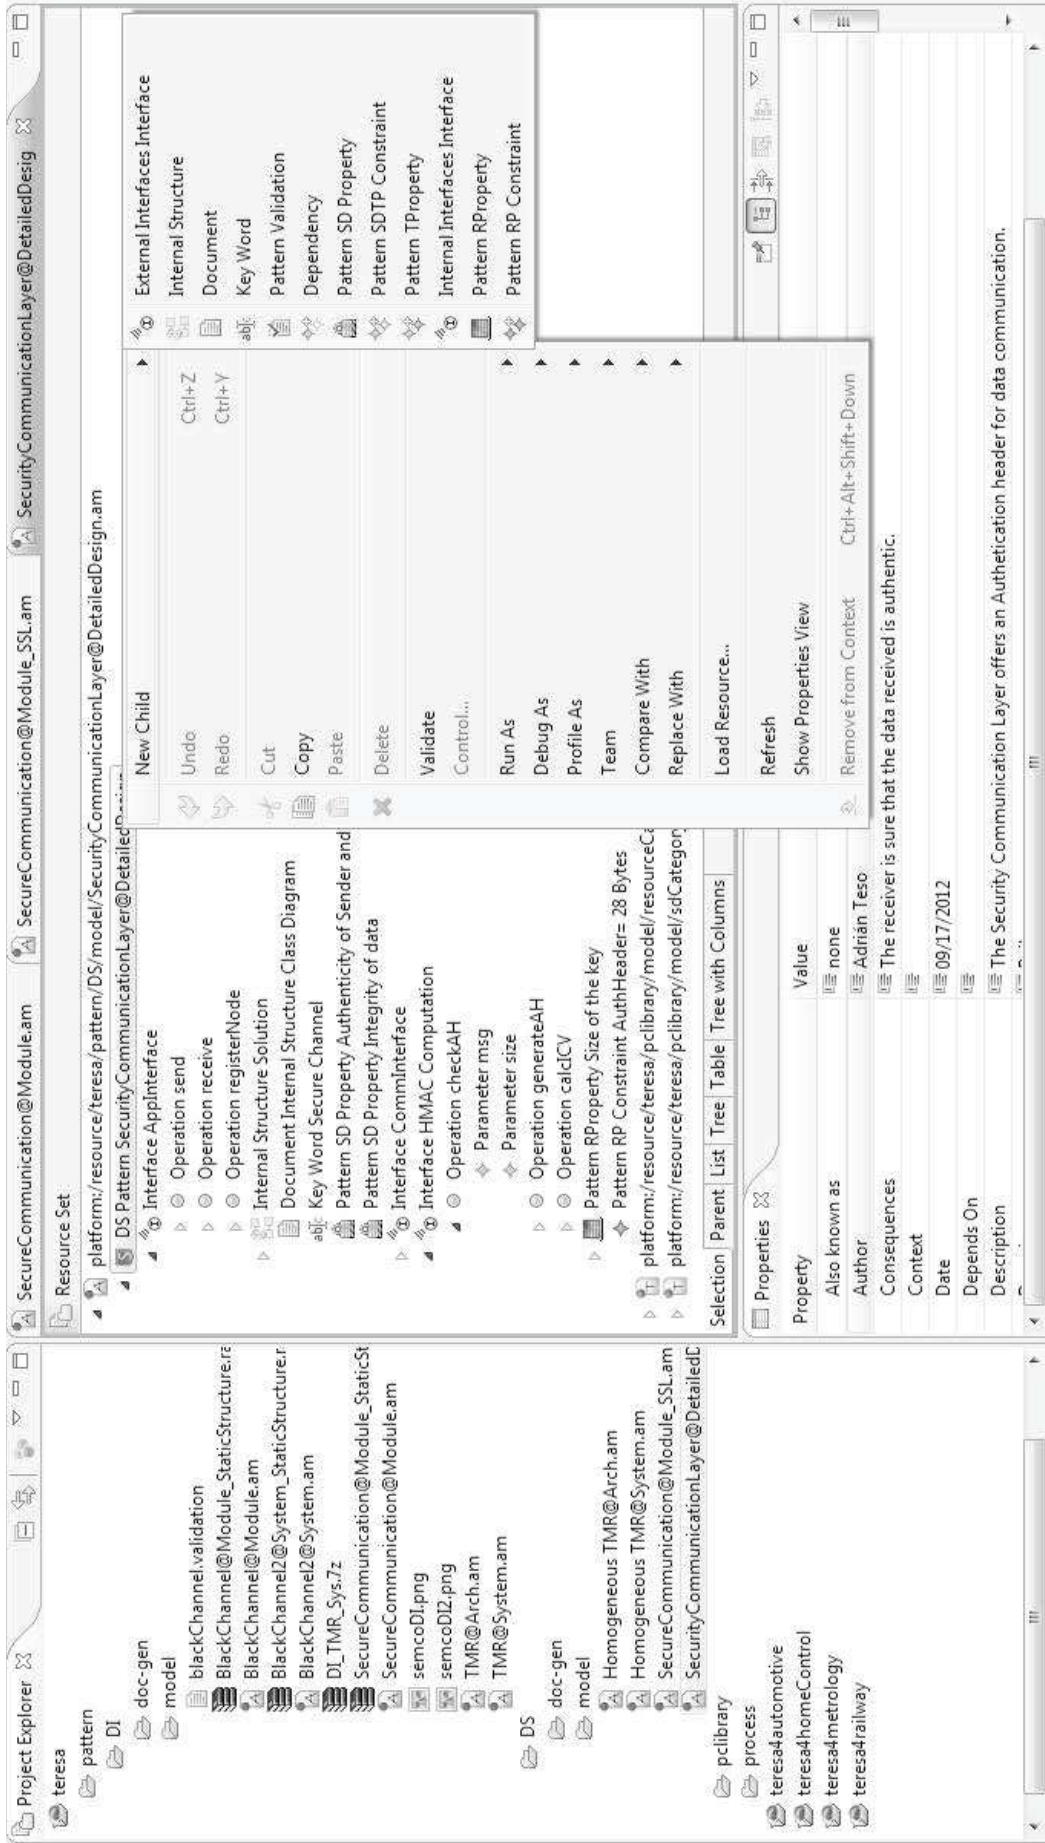 Project Explorer
teresa
pattern
DI
doc-gen
model
blackChannel.validation
BlackChannel@Module_StaticStructure.ra
BlackChannel@Module.am
BlackChannel2@System_StaticStructure.r
BlackChannel2@System.am
DI_TMR_Sys.7z
SecureCommunication@Module_StaticSt
SecureCommunication@Module.am
semcoDI.png
semcoDI2.png
TMR@Arch.am
TMR@System.am
DS
doc-gen
model
Homogeneous TMR@Arch.am
Homogeneous TMR@System.am
SecureCommunication@Module_SSL.am
SecurityCommunicationLayer@DetailedD
pclibrary
process
teresa4automotive
teresa4homeControl
teresa4metrology
teresa4railway
SecureCommunication@Module.am
SecureCommunication@Module_SSL.am
SecurityCommunicationLayer@DetailedDesig
Resource Set
platform:/resource/teresa/pattern/DS/model/SecurityCommunicationLayer@DetailedDesign.am
DS Pattern SecurityCommunicationLayer@DetailedDesign
Interface AppInterface
Operation send
Operation receive
Operation registerNode
Internal Structure Solution
Document Internal Structure Class Diagram
Key Word Secure Channel
Pattern SD Property Authenticity of Sender and
Pattern SD Property Integrity of data
Interface CommInterface
Interface HMAC Computation
Operation checkAH
Parameter msg
Parameter size
Operation generateAH
Operation calcICV
Pattern RProperty Size of the key
Pattern RP Constraint AuthHeader= 28 Bytes
platform:/resource/teresa/pclibrary/model/resourceCa
platform:/resource/teresa/pclibrary/model/sdCategor
Selection Parent List Tree Table Tree with Columns
New Child
Undo Ctrl+Z
Redo Ctrl+Y
Cut
Copy
Paste
Delete
Validate
Control...
Run As
Debug As
Profile As
Team
Compare With
Replace With
Load Resource...
Refresh
Show Properties View
Remove from Context Ctrl+Alt+Shift+Down
External Interfaces Interface
Internal Structure
Document
Key Word
Pattern Validation
Dependency
Pattern SD Property
Pattern SDTP Constraint
Pattern TProperty
Internal Interfaces Interface
Pattern RProperty
Pattern RP Constraint
Properties
Property Value
Also known as none
Author Adrián Teso
Consequences The receiver is sure that the data received is authentic.
Context
Date 09/17/2012
Depends On
Description The Security Communication Layer offers an Authetication header for data communication.